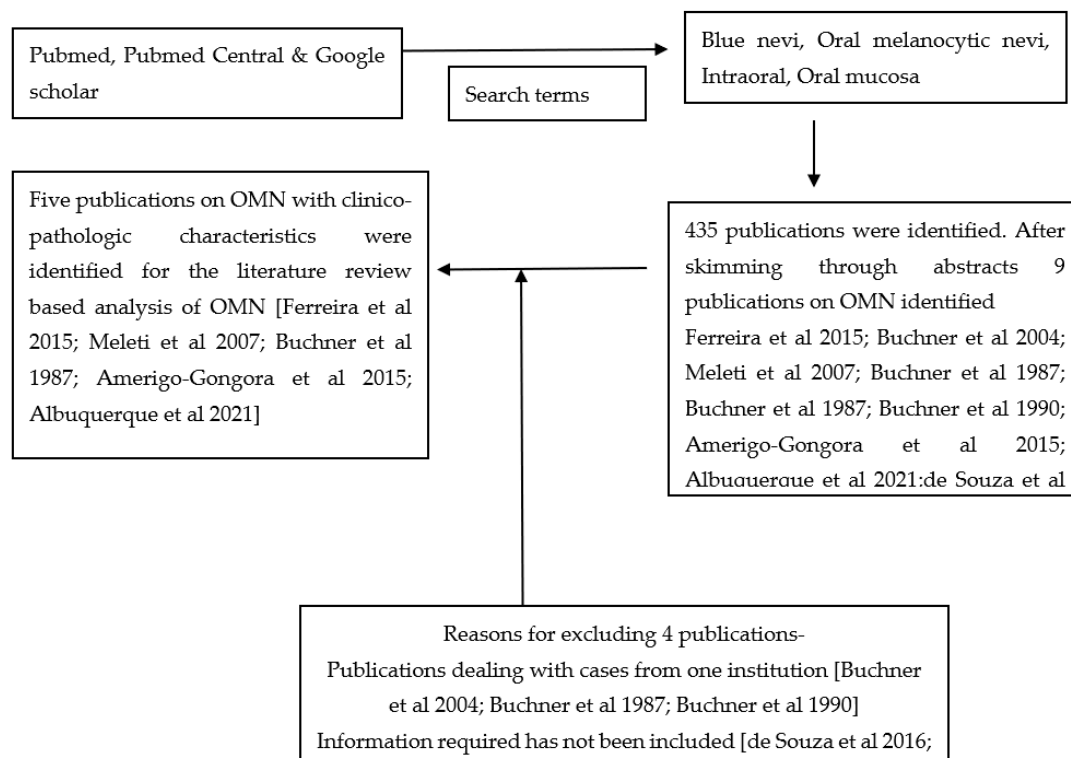 Pubmed, Pubmed Central & Google
scholar
Search terms
Blue nevi, Oral melanocytic nevi,
Intraoral, Oral mucosa
435 publications were identified. After
skimming through abstracts 9
publications on OMN identified
Ferreira et al 2015; Buchner et al 2004;
Meleti et al 2007; Buchner et al 1987;
Buchner et al 1987; Buchner et al 1990;
Amerigo-Gongora et al 2015;
Albuquerque et al 2021;de Souza et al
Five publications on OMN with clinico-
pathologic characteristics were
identified for the literature review
based analysis of OMN [Ferreira et al
2015; Meleti et al 2007; Buchner et al
1987; Amerigo-Gongora et al 2015;
Albuquerque et al 2021]
Reasons for excluding 4 publications-
Publications dealing with cases from one institution [Buchner
et al 2004; Buchner et al 1987; Buchner et al 1990]
Information required has not been included [de Souza et al 2016;